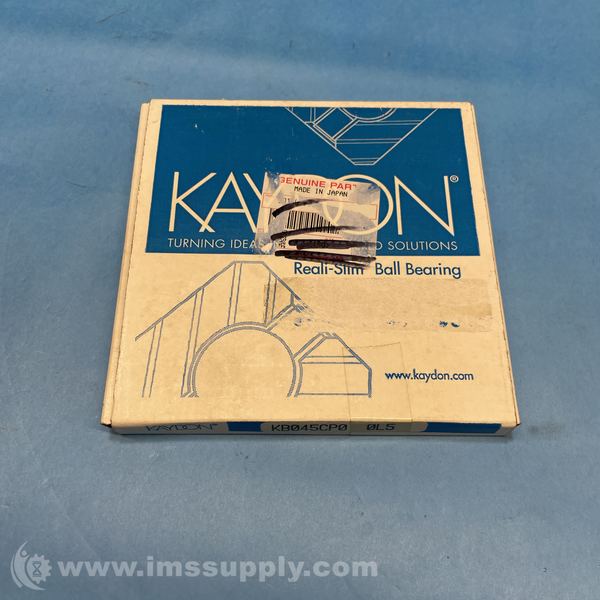 GENUINE PAR
MADE IN JAPAN
KAYDON®
TURNING IDEAS O SOLUTIONS
Reali-Slim Ball Bearing
www.kaydon.com
KAYDON KB045CP0 0L5
www.imssupply.com